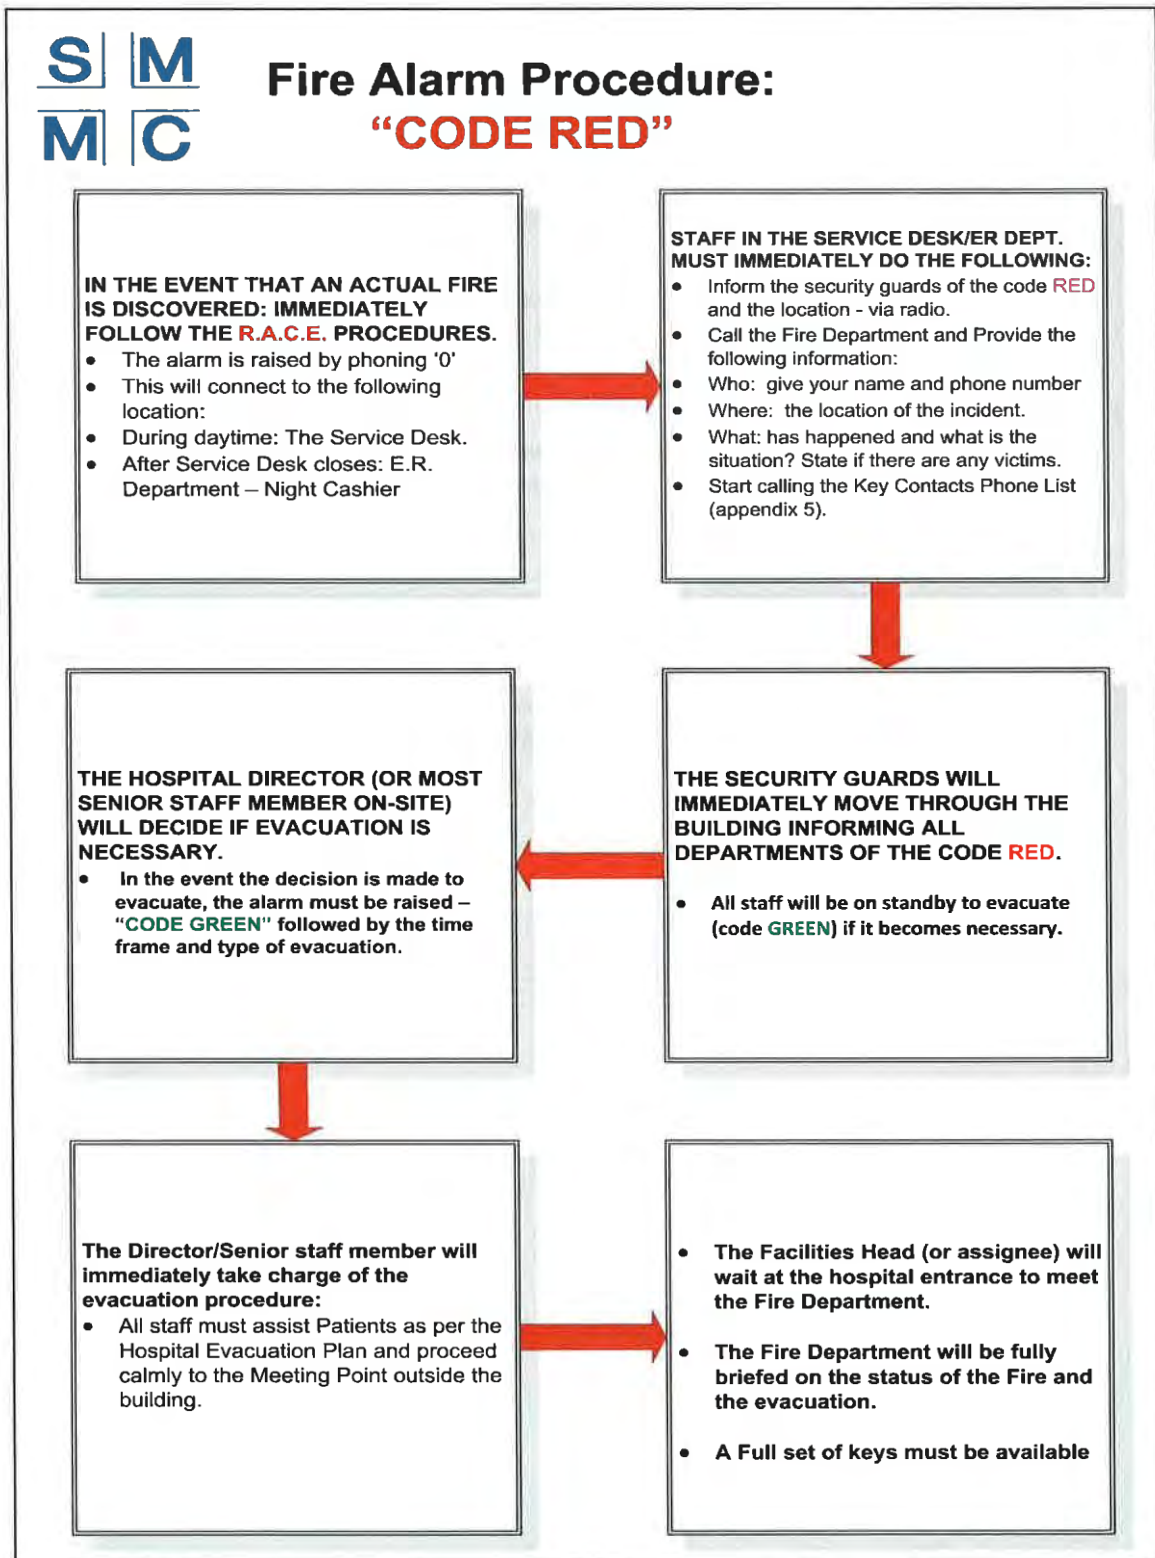 S M
M C
Fire Alarm Procedure:
“CODE RED”
IN THE EVENT THAT AN ACTUAL FIRE
IS DISCOVERED: IMMEDIATELY
FOLLOW THE R.A.C.E. PROCEDURES.
• The alarm is raised by phoning '0'
• This will connect to the following
location:
• During daytime: The Service Desk.
• After Service Desk closes: E.R.
Department – Night Cashier
STAFF IN THE SERVICE DESK/ER DEPT.
MUST IMMEDIATELY DO THE FOLLOWING:
• Inform the security guards of the code RED
and the location - via radio.
• Call the Fire Department and Provide the
following information:
• Who: give your name and phone number
• Where: the location of the incident.
• What: has happened and what is the
situation? State if there are any victims.
• Start calling the Key Contacts Phone List
(appendix 5).
THE SECURITY GUARDS WILL
IMMEDIATELY MOVE THROUGH THE
BUILDING INFORMING ALL
DEPARTMENTS OF THE CODE RED.
• All staff will be on standby to evacuate
(code GREEN) if it becomes necessary.
THE HOSPITAL DIRECTOR (OR MOST
SENIOR STAFF MEMBER ON-SITE)
WILL DECIDE IF EVACUATION IS
NECESSARY.
• In the event the decision is made to
evacuate, the alarm must be raised –
“CODE GREEN” followed by the time
frame and type of evacuation.
The Director/Senior staff member will
immediately take charge of the
evacuation procedure:
• All staff must assist Patients as per the
Hospital Evacuation Plan and proceed
calmly to the Meeting Point outside the
building.
• The Facilities Head (or assignee) will
wait at the hospital entrance to meet
the Fire Department.
• The Fire Department will be fully
briefed on the status of the Fire and
the evacuation.
• A Full set of keys must be available